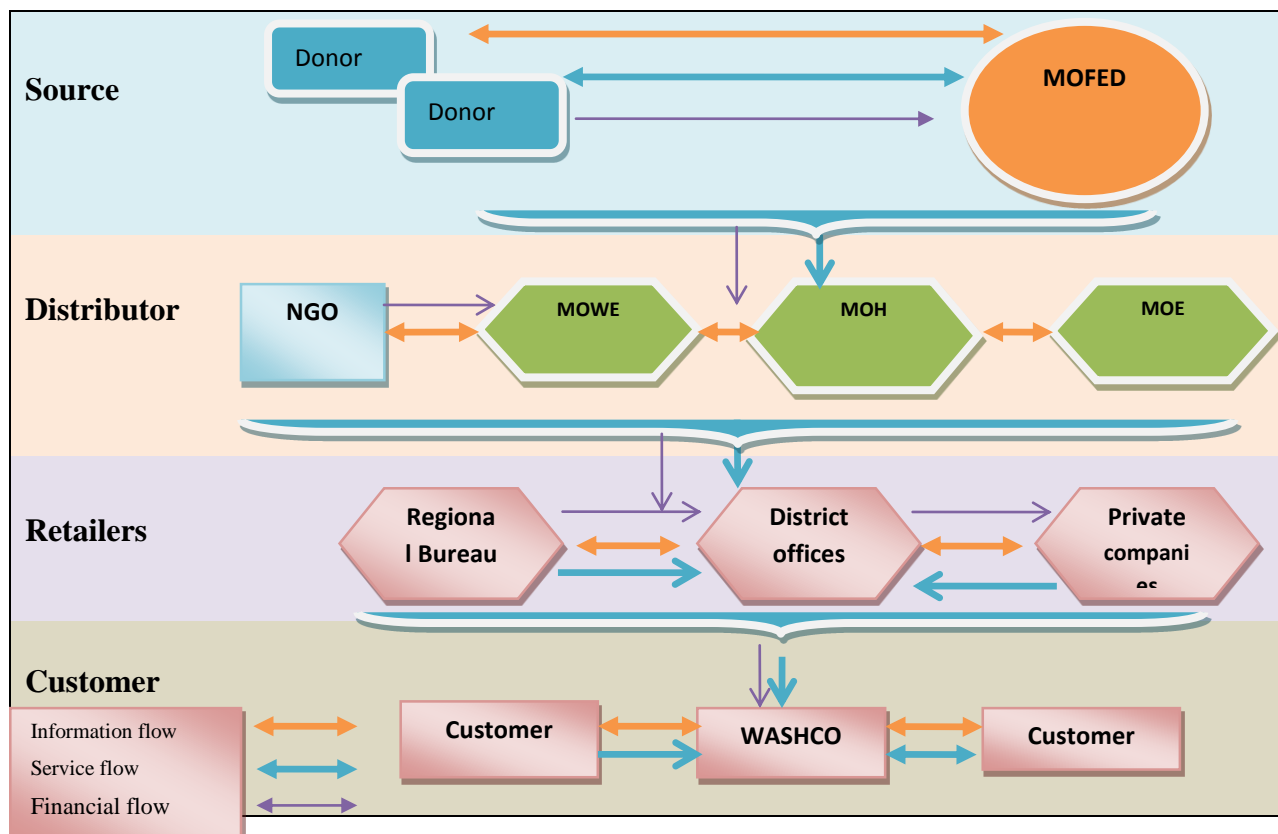 Source
Donor
Donor
MOFED
Distributor
NGO
MOWE
MOH
MOE
Retailers
Regiona
l Bureau
District
offices
Private
compani
es
Customer
Customer
WASHCO
Customer
Information flow
Service flow
Financial flow